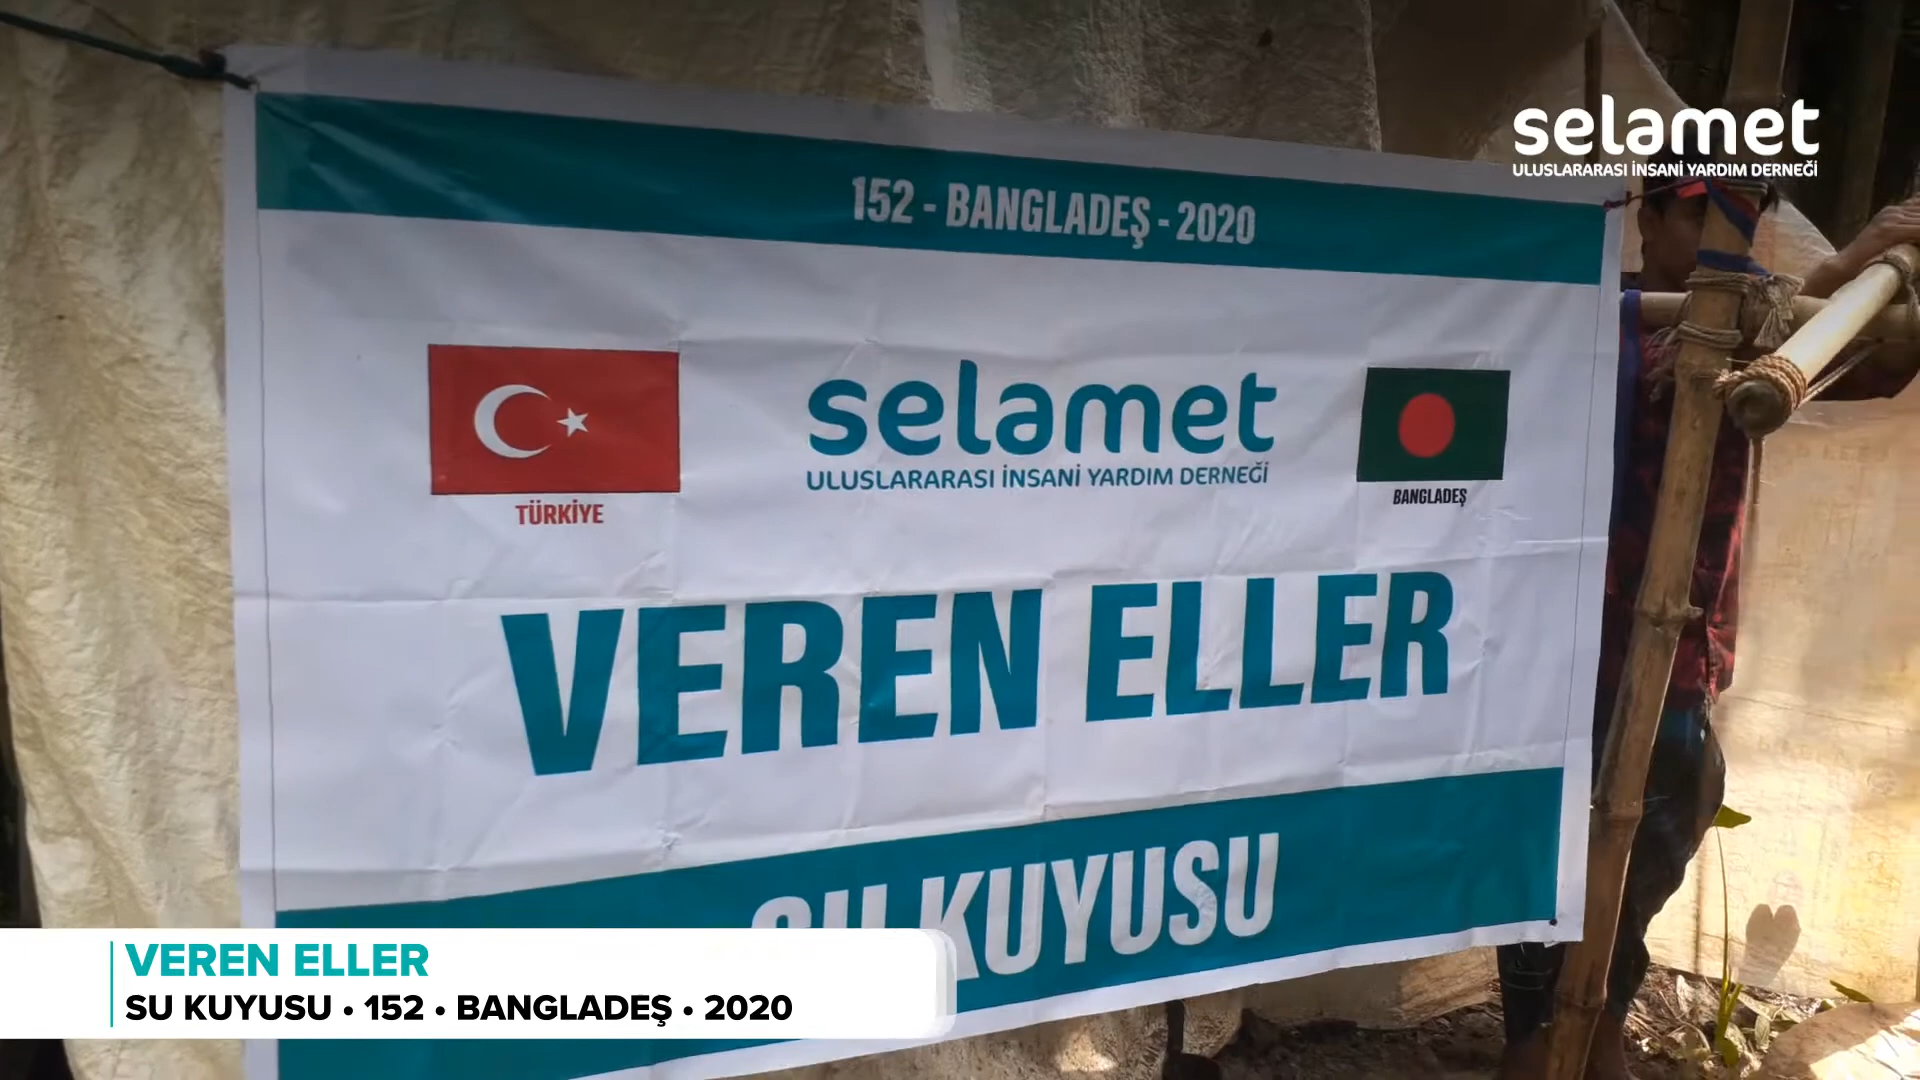 selamet
ULUSLARARASI İNSANİ YARDIM DERNEĞİ
152 - BANGLADEŞ - 2020
TÜRKİYE
selamet
ULUSLARARASI İNSANİ YARDIM DERNEĞİ
BANGLADEŞ
VEREN ELLER
SU KUYUSU
VEREN ELLER
SU KUYUSU • 152 • BANGLADEŞ • 2020